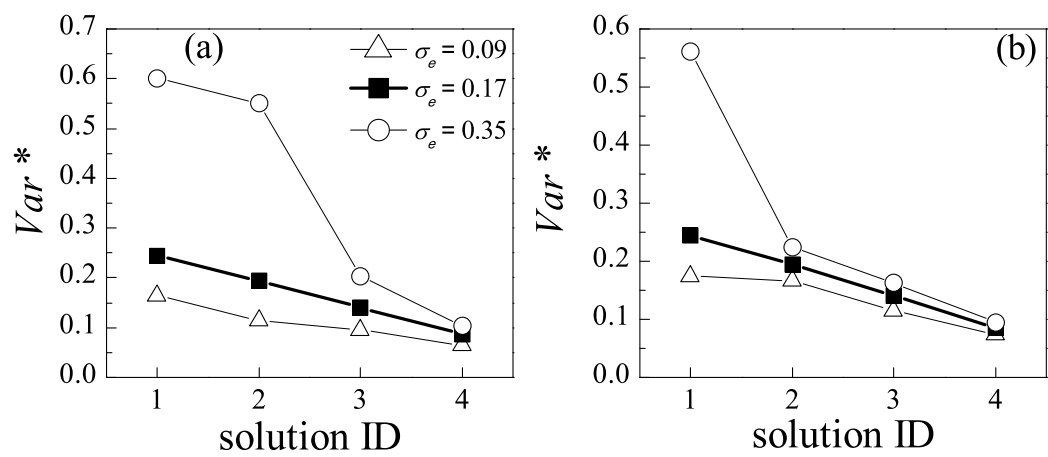 (a)
σe = 0.09
σe = 0.17
σe = 0.35
0.7
0.6
0.5
0.4
0.3
0.2
0.1
0.0
Var *
1 2 3 4
solution ID
(b)
0.6
0.5
0.4
0.3
0.2
0.1
0.0
Var *
1 2 3 4
solution ID